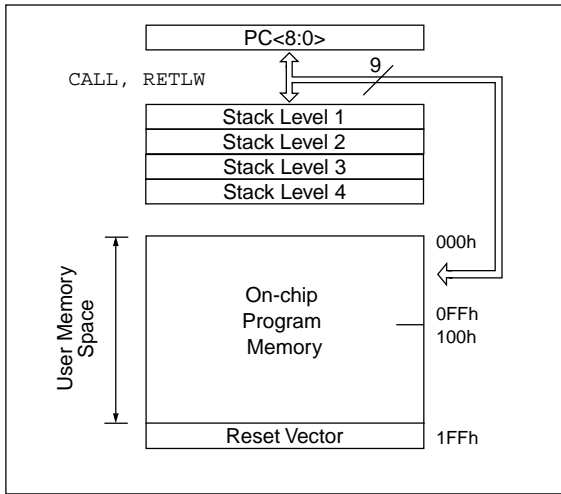 PC<8:0>
CALL, RETLW
9
Stack Level 1
Stack Level 2
Stack Level 3
Stack Level 4
000h
User Memory
Space
On-chip
Program
Memory
0FFh
100h
Reset Vector
1FFh